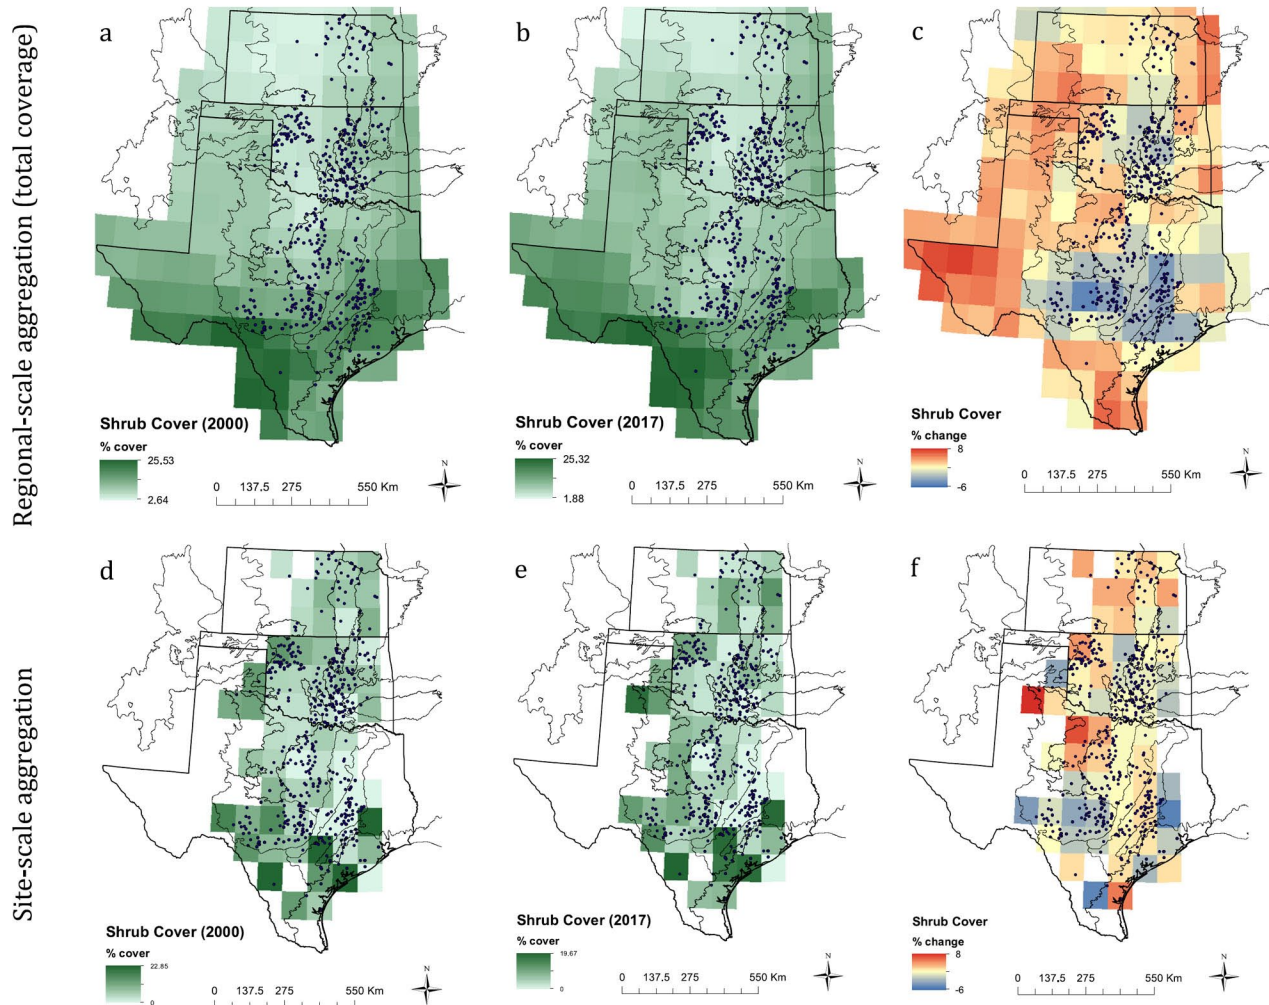 Regional-scale aggregation (total coverage)
a
b
c
Shrub Cover (2000)
% cover
25,53
2,64
0 137.5 275 550 Km
N
Shrub Cover (2017)
% cover
25,32
1.88
0 137.5 275 550 Km
N
Shrub Cover
% change
8
-6
0 137.5 275 550 Km
N
Site-scale aggregation
d
e
f
Shrub Cover (2000)
% cover
22.85
0
0 137.5 275 550 Km
N
Shrub Cover (2017)
% cover
19.67
0
0 137.5 275 550 Km
N
Shrub Cover
% change
8
-6
0 137.5 275 550 Km
N